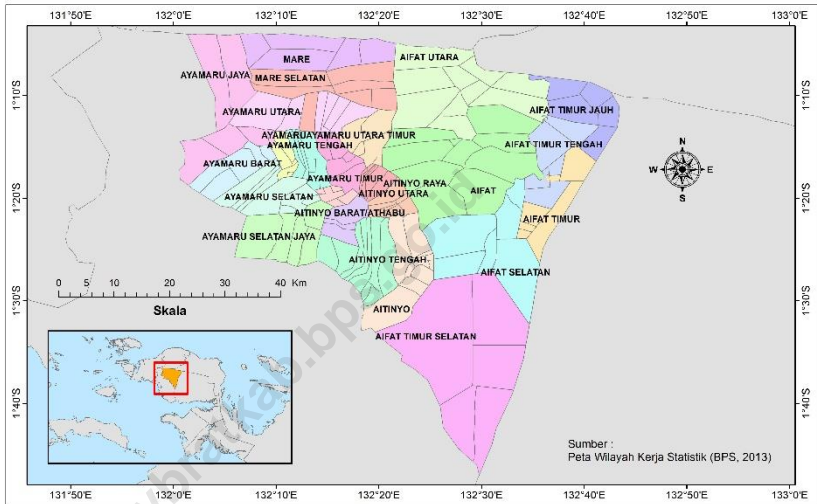 131°50'E 132°0'E 132°10'E 132°20'E 132°30'E 132°40'E 132°50'E 133°0'E
MARE
AIFAT UTARA
AYAMARU JAYA
MARE SELATAN
1°10'S
1°10'S
AYAMARU UTARA
AIFAT TIMUR JAUH
AYAMARU
AYAMARU UTARA TIMUR
AYAMARU TENGAH
AIFAT TIMUR TENGAH
N
W E
S
AYAMARU BARAT
AYAMARU TIMUR
AITINYO RAYA
AIFAT
AITINYO UTARA
1°20'S
1°20'S
AYAMARU SELATAN
AITINYO BARAT/ATHABU
AIFAT TIMUR
AYAMARU SELATAN JAYA
AITINYO TENGAH
AIFAT SELATAN
0 10 20 40 Km
Skala
1°30'S
1°30'S
AITINYO
AIFAT TIMUR SELATAN
1°40'S
1°40'S
Sumber :
Peta Wilayah Kerja Statistik (BPS, 2013)
131°50'E 132°0'E 132°10'E 132°20'E 132°30'E 132°40'E 132°50'E 133°0'E
bratkab.bps.go.id